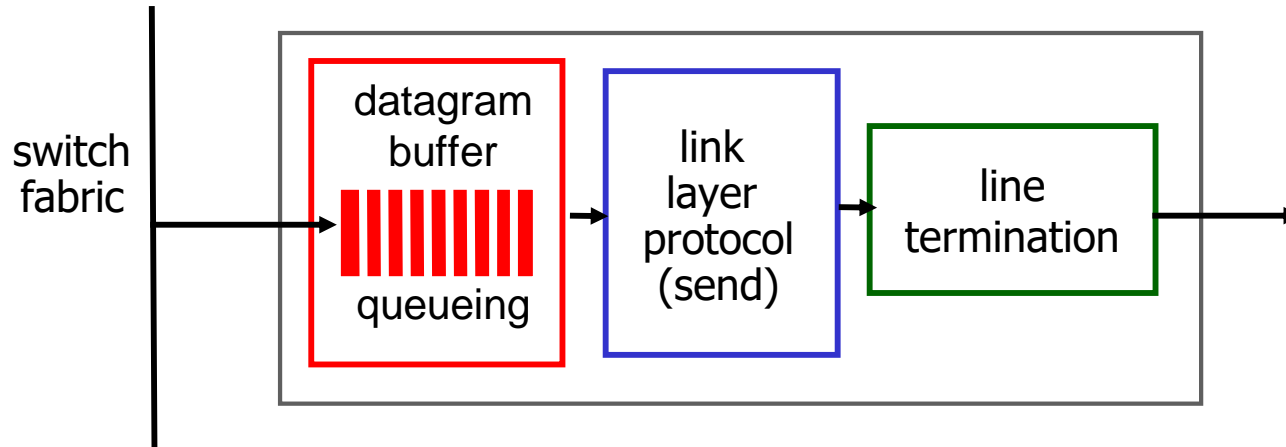 switch
fabric
datagram
buffer
queueing
link
layer
protocol
(send)
line
termination